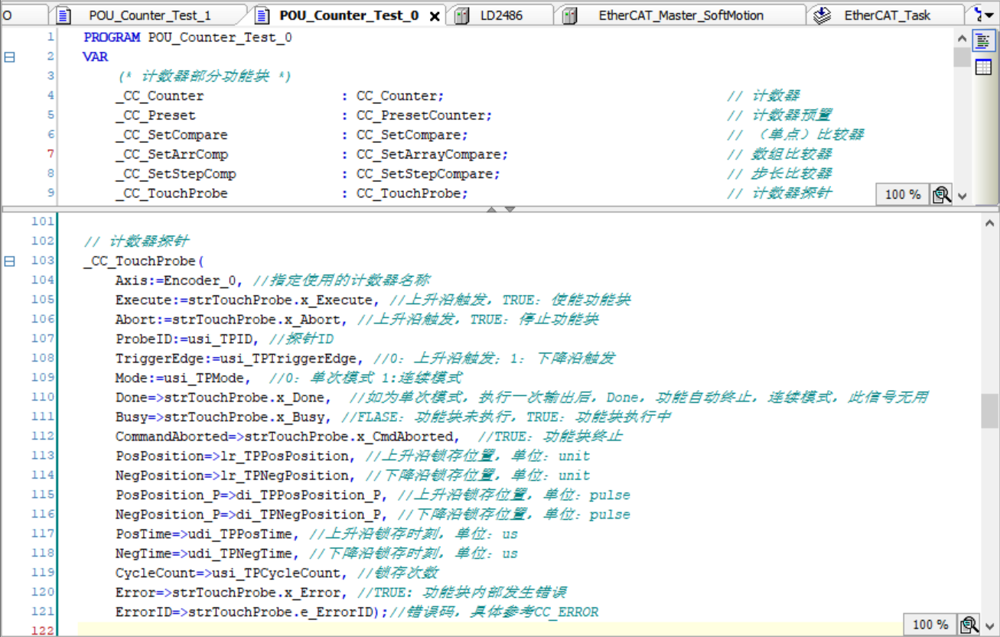 O POU_Counter_Test_1 POU_Counter_Test_0 LD2486 EtherCAT_Master_SoftMotion EtherCAT_Task
1 PROGRAM POU_Counter_Test_0
2 VAR
3 (* 计数器部分功能块 *)
4 _CC_Counter : CC_Counter; // 计数器
5 _CC_Preset : CC_PresetCounter; // 计数器预置
6 _CC_SetCompare : CC_SetCompare; // （单点）比较器
7 _CC_SetArrComp : CC_SetArrayCompare; // 数组比较器
8 _CC_SetStepComp : CC_SetStepCompare; // 步长比较器
9 _CC_TouchProbe : CC_TouchProbe; // 计数器探针
100 %
101
102 // 计数器探针
103 _CC_TouchProbe(
104 Axis:=Encoder_0, //指定使用的计数器名称
105 Execute:=strTouchProbe.x_Execute, //上升沿触发，TRUE：使能功能块
106 Abort:=strTouchProbe.x_Abort, //上升沿触发，TRUE：停止功能块
107 ProbeID:=usi_TPID, //探针ID
108 TriggerEdge:=usi_TPTriggerEdge, //0：上升沿触发；1：下降沿触发
109 Mode:=usi_TPMode, //0：单次模式 1:连续模式
110 Done=>strTouchProbe.x_Done, //如为单次模式，执行一次输出后，Done，功能自动终止，连续模式，此信号无用
111 Busy=>strTouchProbe.x_Busy, //FLASE：功能块未执行，TRUE：功能块执行中
112 CommandAborted=>strTouchProbe.x_CmdAborted, //TRUE：功能块终止
113 PosPosition=>lr_TPPosPosition, //上升沿锁存位置，单位：unit
114 NegPosition=>lr_TPNegPosition, //下降沿锁存位置，单位：unit
115 PosPosition_P=>di_TPPosPosition_P, //上升沿锁存位置，单位：pulse
116 NegPosition_P=>di_TPNegPosition_P, //下降沿锁存位置，单位：pulse
117 PosTime=>udi_TPPosTime, //上升沿锁存时刻，单位：us
118 NegTime=>udi_TPNegTime, //下降沿锁存时刻，单位：us
119 CycleCount=>usi_TPCycleCount, //锁存次数
120 Error=>strTouchProbe.x_Error, //TRUE：功能块内部发生错误
121 ErrorID=>strTouchProbe.e_ErrorID);//错误码，具体参考CC_ERROR
122
100 %